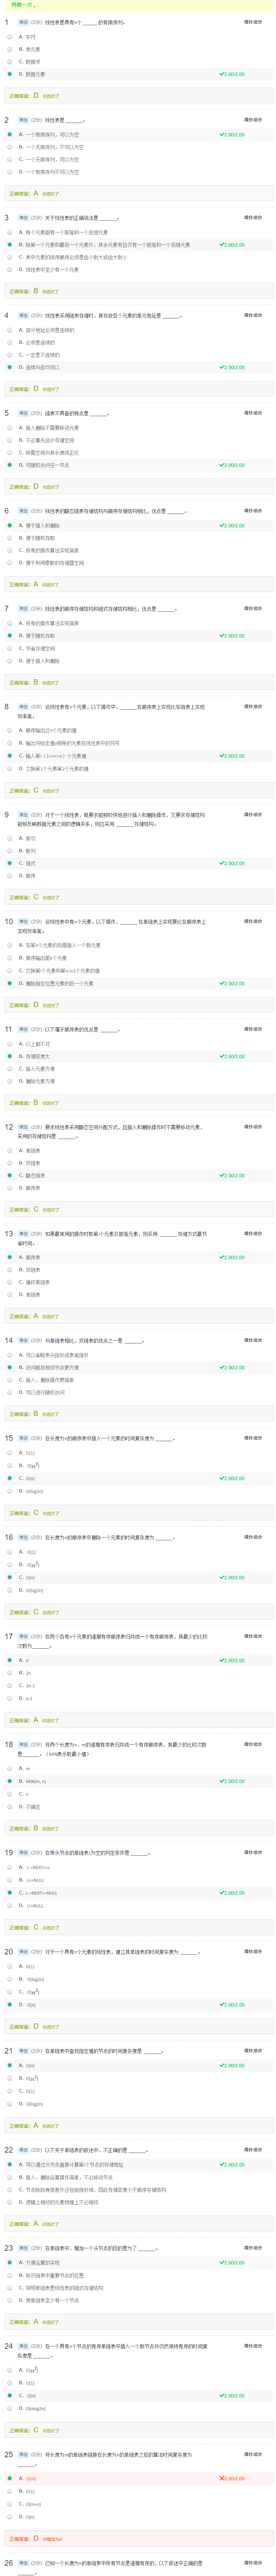 再做一次 。
1 单选 (2分) 线性表是具有n个______ 的有限序列。 得分/总分
A. 字符
B. 表元素
C. 数据项
D. 数据元素 2.00/2.00
正确答案：D 你选对了
2 单选 (2分) 线性表是 ______。 得分/总分
A. 一个有限序列，可以为空 2.00/2.00
B. 一个无限序列，不可以为空
C. 一个无限序列，可以为空
D. 一个有限序列不可以为空
正确答案：A 你选对了
3 单选 (2分) 关于线性表的正确说法是 ______。 得分/总分
A. 每个元素都有一个前驱和一个后继元素
B. 除第一个元素和最后一个元素外，其余元素有且仅有一个前驱和一个后继元素 2.00/2.00
C. 表中元素的排序顺序必须是由小到大或由大到小
D. 线性表中至少有一个元素
正确答案：B 你选对了
4 单选 (2分) 线性表采用链表存储时，其存放各个元素的单元地址是 ______。 得分/总分
A. 部分地址必须是连续的
B. 必须是连续的
C. 一定是不连续的
D. 连续与否均可以 2.00/2.00
正确答案：D 你选对了
5 单选 (2分) 链表不具备的特点是 ______。 得分/总分
A. 插入删除不需要移动元素
B. 不必事先估计存储空间
C. 所需空间与其长度成正比
D. 可随机访问任一节点 2.00/2.00
正确答案：D 你选对了
6 单选 (2分) 线性表的静态链表存储结构与顺序存储结构相比，优点是 ______。 得分/总分
A. 便于插入和删除 2.00/2.00
B. 便于随机存取
C. 所有的操作算法实现简单
D. 便于利用零散的存储器空间
正确答案：A 你选对了
7 单选 (2分) 线性表的顺序存储结构和链式存储结构相比，优点是 ______。 得分/总分
A. 所有的操作算法实现简单
B. 便于随机存取 2.00/2.00
C. 节省存储空间
D. 便于插入和删除
正确答案：B 你选对了
8 单选 (2分) 设线性表有n个元素，以下操作中，______在顺序表上实现比在链表上实现 得分/总分
效率高。
A. 顺序输出这n个元素的值
B. 输出与给定值x相等的元素在线性表中的序号
C. 输入第i（1≤i≤n）个元素值 2.00/2.00
D. 交换第1个元素第2个元素的值
正确答案：C 你选对了
9 单选 (2分) 对于一个线性表，既要求能够较快地进行插入和删除操作，又要求存储结构 得分/总分
能够反映数据元素之间的逻辑关系，则应采用 ______ 存储结构。
A. 索引
B. 散列
C. 链式 2.00/2.00
D. 顺序
正确答案：C 你选对了
10 单选 (2分) 设线性表中有n个元素，以下操作，______ 在单链表上实现要比在顺序表上 得分/总分
实现效率高。
A. 在第n个元素的后面插入一个新元素
B. 顺序输出前k个元素
C. 交换第i个元素和第n-i+1个元素的值
D. 删除指定位置元素的后一个元素 2.00/2.00
正确答案：D 你选对了
11 单选 (2分) 以下属于顺序表的优点是 ______。 得分/总分
A. 以上都不对
B. 存储密度大 2.00/2.00
C. 插入元素方便
D. 删除元素方便
正确答案：B 你选对了
12 单选 (2分) 要求线性表采用静态空间分配方式，且插入和删除操作时不需要移动元素， 得分/总分
采用的存储结构是 ______。
A. 单链表
B. 双链表
C. 静态链表 2.00/2.00
D. 顺序表
正确答案：C 你选对了
13 单选 (2分) 如果最常用的操作时取第i个元素及前驱元素，则采用 ______ 存储方式最节 得分/总分
省时间。
A. 顺序表 2.00/2.00
B. 双链表
C. 循环单链表
D. 单链表
正确答案：A 你选对了
14 单选 (2分) 与单链表相比，双链表的优点之一是 ______。 得分/总分
A. 可以省略表头指针或表尾指针
B. 访问前后相邻节点更方便 2.00/2.00
C. 插入、删除操作更简单
D. 可以进行随机访问
正确答案：B 你选对了
15 单选 (2分) 在长度为n的顺序表中插入一个元素的时间复杂度为 ______。 得分/总分
A. O(1)
B. O(n²)
C. O(n) 2.00/2.00
D. O(log2n)
正确答案：C 你选对了
16 单选 (2分) 在长度为n的顺序表中删除一个元素的时间复杂度为 ______。 得分/总分
A. O(1)
B. O(n²)
C. O(n) 2.00/2.00
D. O(log2n)
正确答案：C 你选对了
17 单选 (2分) 在两个各有n个元素的递增有序顺序表归并成一个有序顺序表，其最少的比较 得分/总分
次数为______。
A. n 2.00/2.00
B. 2n
C. 2n-1
D. n-1
正确答案：A 你选对了
18 单选 (2分) 将两个长度为n、m的递增有序表归并成一个有序顺序表，其最少的比较次数 得分/总分
是______。（ MIN表示取最小值）
A. m
B. MIN(m, n) 2.00/2.00
C. n
D. 不确定
正确答案：B 你选对了
19 单选 (2分) 在带头节点的单链表L为空的判定条件是 ______。 得分/总分
A. L->NEXT==L
B. L==NULL
C. L->NEXT==NULL 2.00/2.00
D. L!=NULL
正确答案：C 你选对了
20 单选 (2分) 对于一个具有n个元素的线性表，建立其单链表的时间复杂度为 ______。 得分/总分
A. O(1)
B. O(log2n)
C. O(n²)
D. O(n) 2.00/2.00
正确答案：D 你选对了
21 单选 (2分) 在单链表中查找指定值的节点的时间复杂度是 ______。 得分/总分
A. O(n) 2.00/2.00
B. O(n²)
C. O(1)
D. O(log2n)
正确答案：A 你选对了
22 单选 (2分) 以下关于单链表的叙述中，不正确的是 ______。 得分/总分
A. 可以通过头节点直接计算第i个节点的存储地址 2.00/2.00
B. 插入、删除运算操作简单，不必移动节点
C. 节点除自身信息外还包括指针域，因此存储密度小于顺序存储结构
D. 逻辑上相邻的元素物理上不必相邻
正确答案：A 你选对了
23 单选 (2分) 在单链表中，增加一个头节点的目的是为了 ______。 得分/总分
A. 方便运算的实现 2.00/2.00
B. 标识链表中重要节点的位置
C. 说明单链表是线性表的链式存储结构
D. 使单链表至少有一个节点
正确答案：A 你选对了
24 单选 (2分) 在一个具有n个节点的有序单链表中插入一个新节点并仍然保持有序的时间复 得分/总分
杂度是 ______。
A. O(n²)
B. O(1)
C. O(n) 2.00/2.00
D. O(nlog2n)
正确答案：C 你选对了
25 单选 (2分) 将长度为m的单链表链接在长度为n的单链表之后的算法时间复杂度为 得分/总分
______。
A. O(m) 0.00/2.00
B. O(1)
C. O(m+n)
D. O(n)
正确答案：D 你错选为A
26 单选 (2分) 已知一个长度为n的单链表中所有节点是递增有序的，以下叙述中正确的是 得分/总分
______。